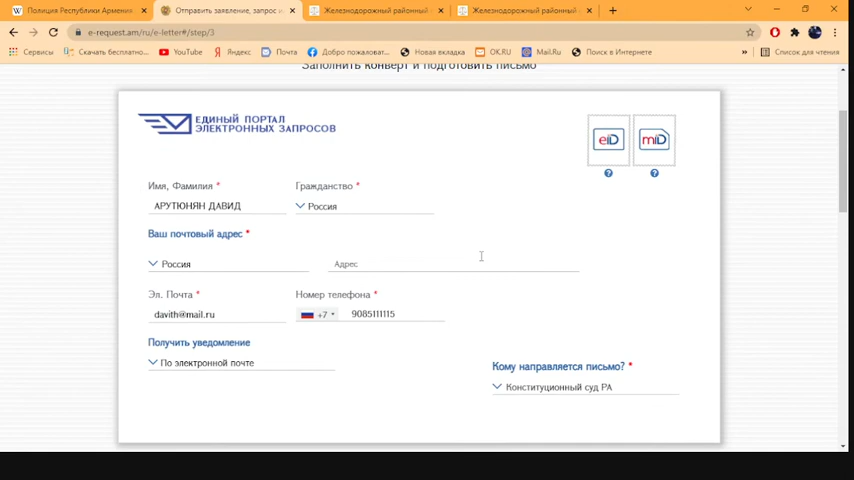 Полиция Республики Армения
Отправить заявление, запрос и
Железнодорожный районный
Железнодорожный районный
e-request.am/ru/e-letter#/step/3
Сервисы
Скачать бесплатно...
YouTube
Яндекс
Почта
Добро пожаловат...
Новая вкладка
OK.RU
Mail.Ru
Поиск в Интернете
»
Список для чтения
Заполнить конверт и подготовить письмо
ЕДИНЫЙ ПОРТАЛ
ЭЛЕКТРОННЫХ ЗАПРОСОВ
eiD
miD
Имя, Фамилия *
Гражданство *
АРУТЮНЯН ДАВИД
Россия
Ваш почтовый адрес *
Россия
Адрес
Эл. Почта *
Номер телефона *
davith@mail.ru
+7
9085111115
Получить уведомление
По электронной почте
Кому направляется письмо? *
Конституционный суд РА